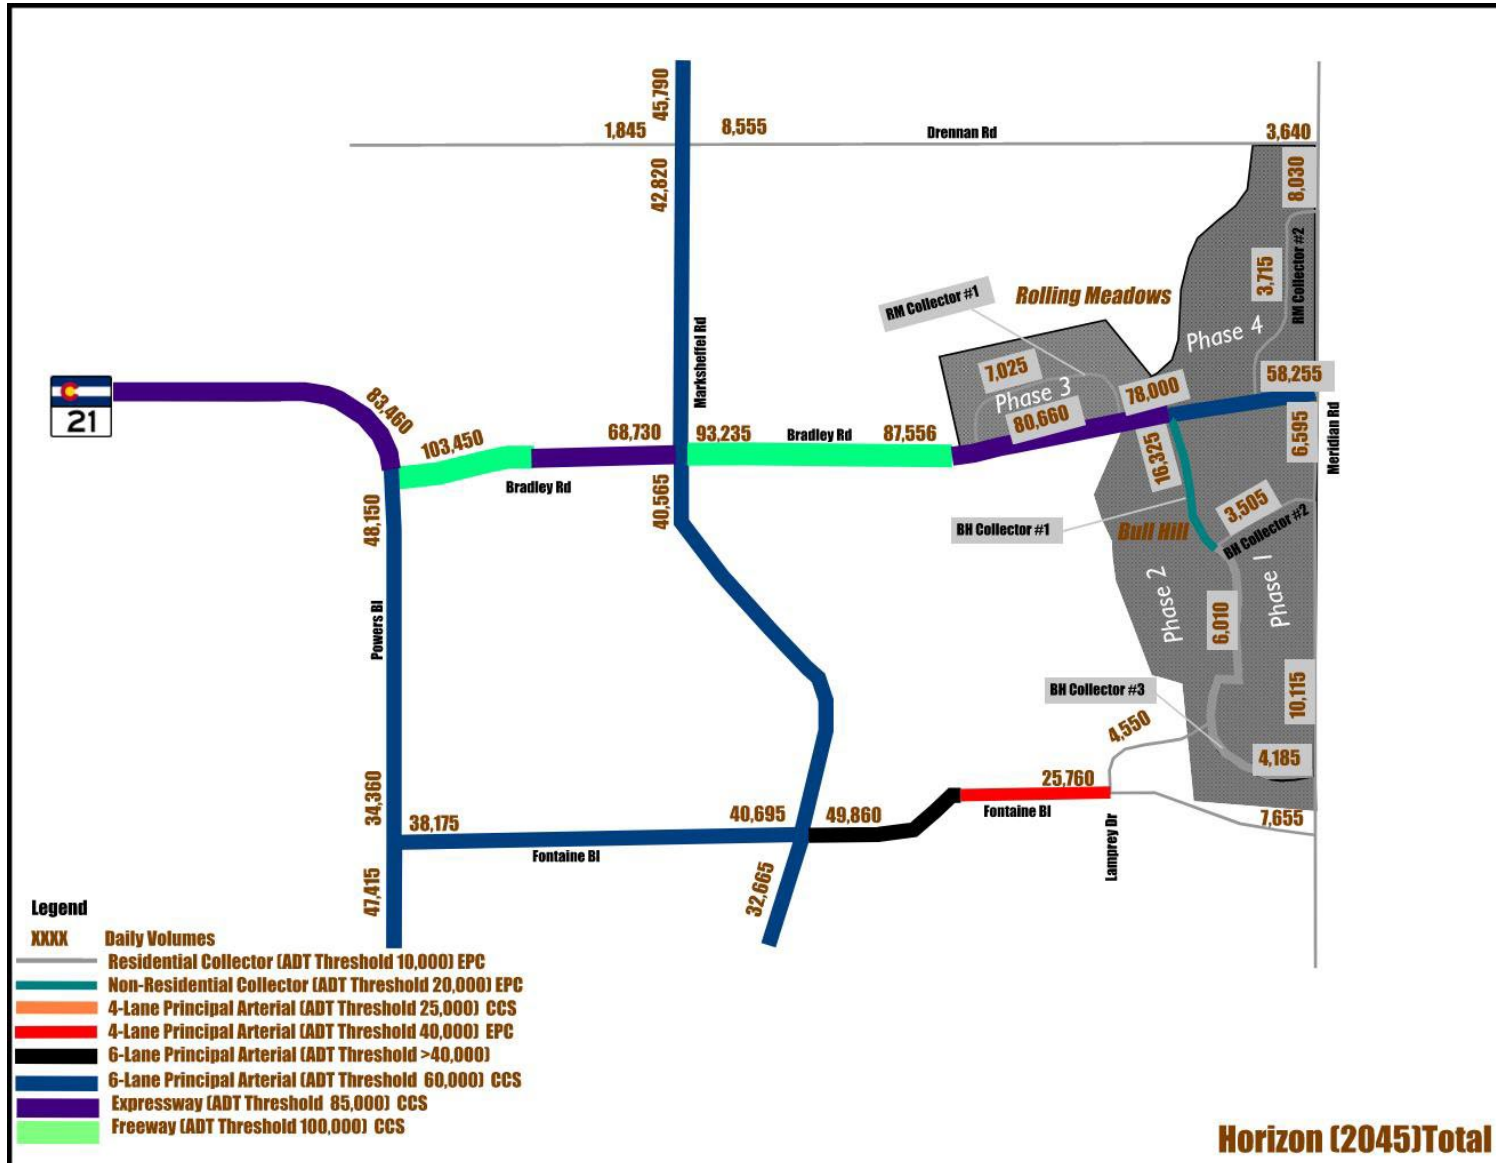 45,790
1,845
8,555
Drennan Rd
3,640
42,820
8,030
RM Collector #2
3,715
RM Collector #1
Rolling Meadows
Phase 4
Marksheffel Rd
7,025
Phase 3
58,255
78,000
21
83,460
80,660
103,450
68,730
93,235
Bradley Rd
87,556
6,595
Meridian Rd
Bradley Rd
16,325
48,150
40,565
3,505
BH Collector #1
Bull Hill
BH Collector #2
Phase 2
Phase 1
6,010
Powers Bl
BH Collector #3
10,115
4,550
4,185
34,360
25,760
38,175
40,695
49,860
Fontaine Bl
7,655
Fontaine Bl
Lamprey Dr
47,415
32,665
Legend
XXXX Daily Volumes
Residential Collector (ADT Threshold 10,000) EPC
Non-Residential Collector (ADT Threshold 20,000) EPC
4-Lane Principal Arterial (ADT Threshold 25,000) CCS
4-Lane Principal Arterial (ADT Threshold 40,000) EPC
6-Lane Principal Arterial (ADT Threshold >40,000)
6-Lane Principal Arterial (ADT Threshold 60,000) CCS
Expressway (ADT Threshold 85,000) CCS
Freeway (ADT Threshold 100,000) CCS
Horizon (2045)Total